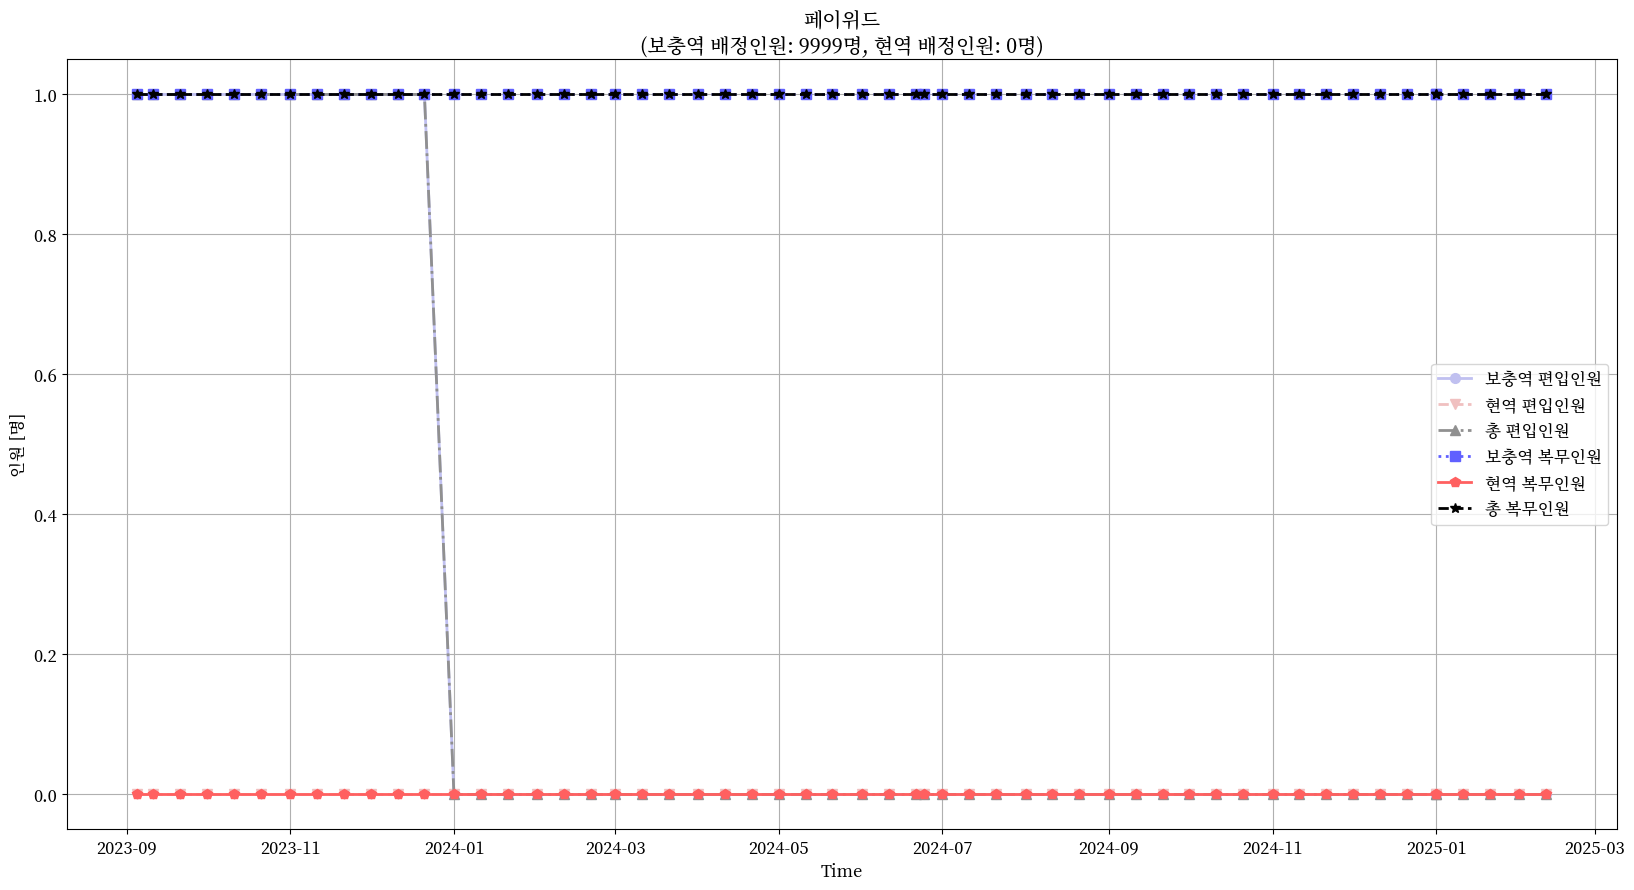 페이위드
(보충역 배정인원: 9999명, 현역 배정인원: 0명)
1.0
0.8
0.6
0.4
0.2
0.0
인원 [명]
보충역 편입인원
현역 편입인원
총 편입인원
보충역 복무인원
현역 복무인원
총 복무인원
2023-09 2023-11 2024-01 2024-03 2024-05 2024-07 2024-09 2024-11 2025-01 2025-03
Time